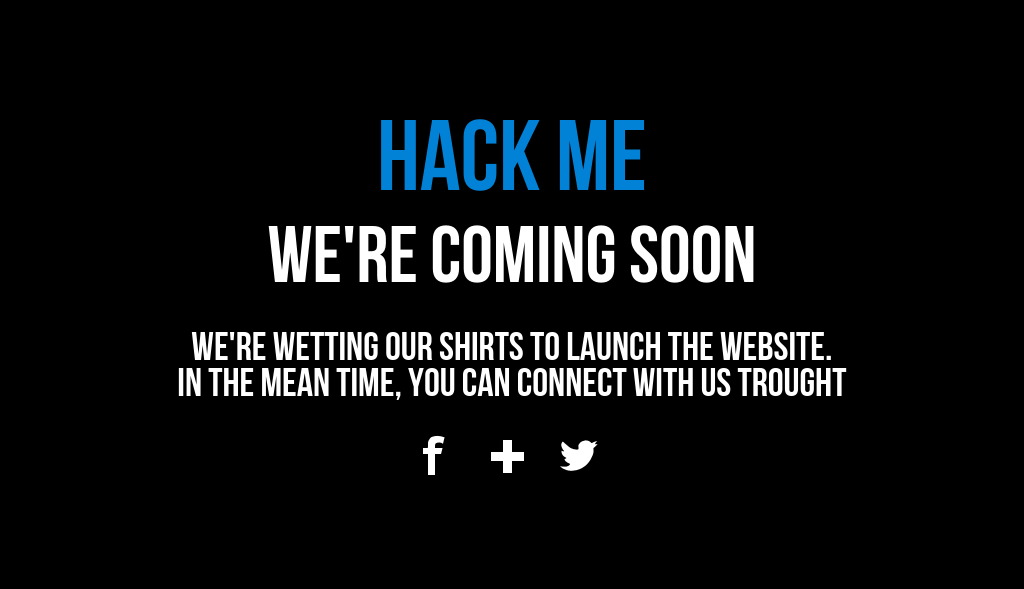 HACK ME
WE'RE COMING SOON
WE'RE WETTING OUR SHIRTS TO LAUNCH THE WEBSITE.
IN THE MEAN TIME, YOU CAN CONNECT WITH US TROUGHT